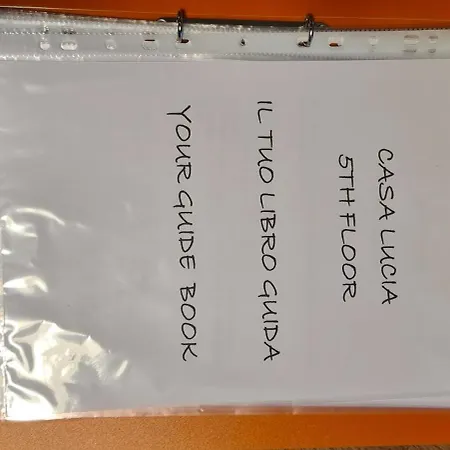 CASA LUCIA
5TH FLOOR
IL TUO LIBRO GUIDA
YOUR GUIDE BOOK